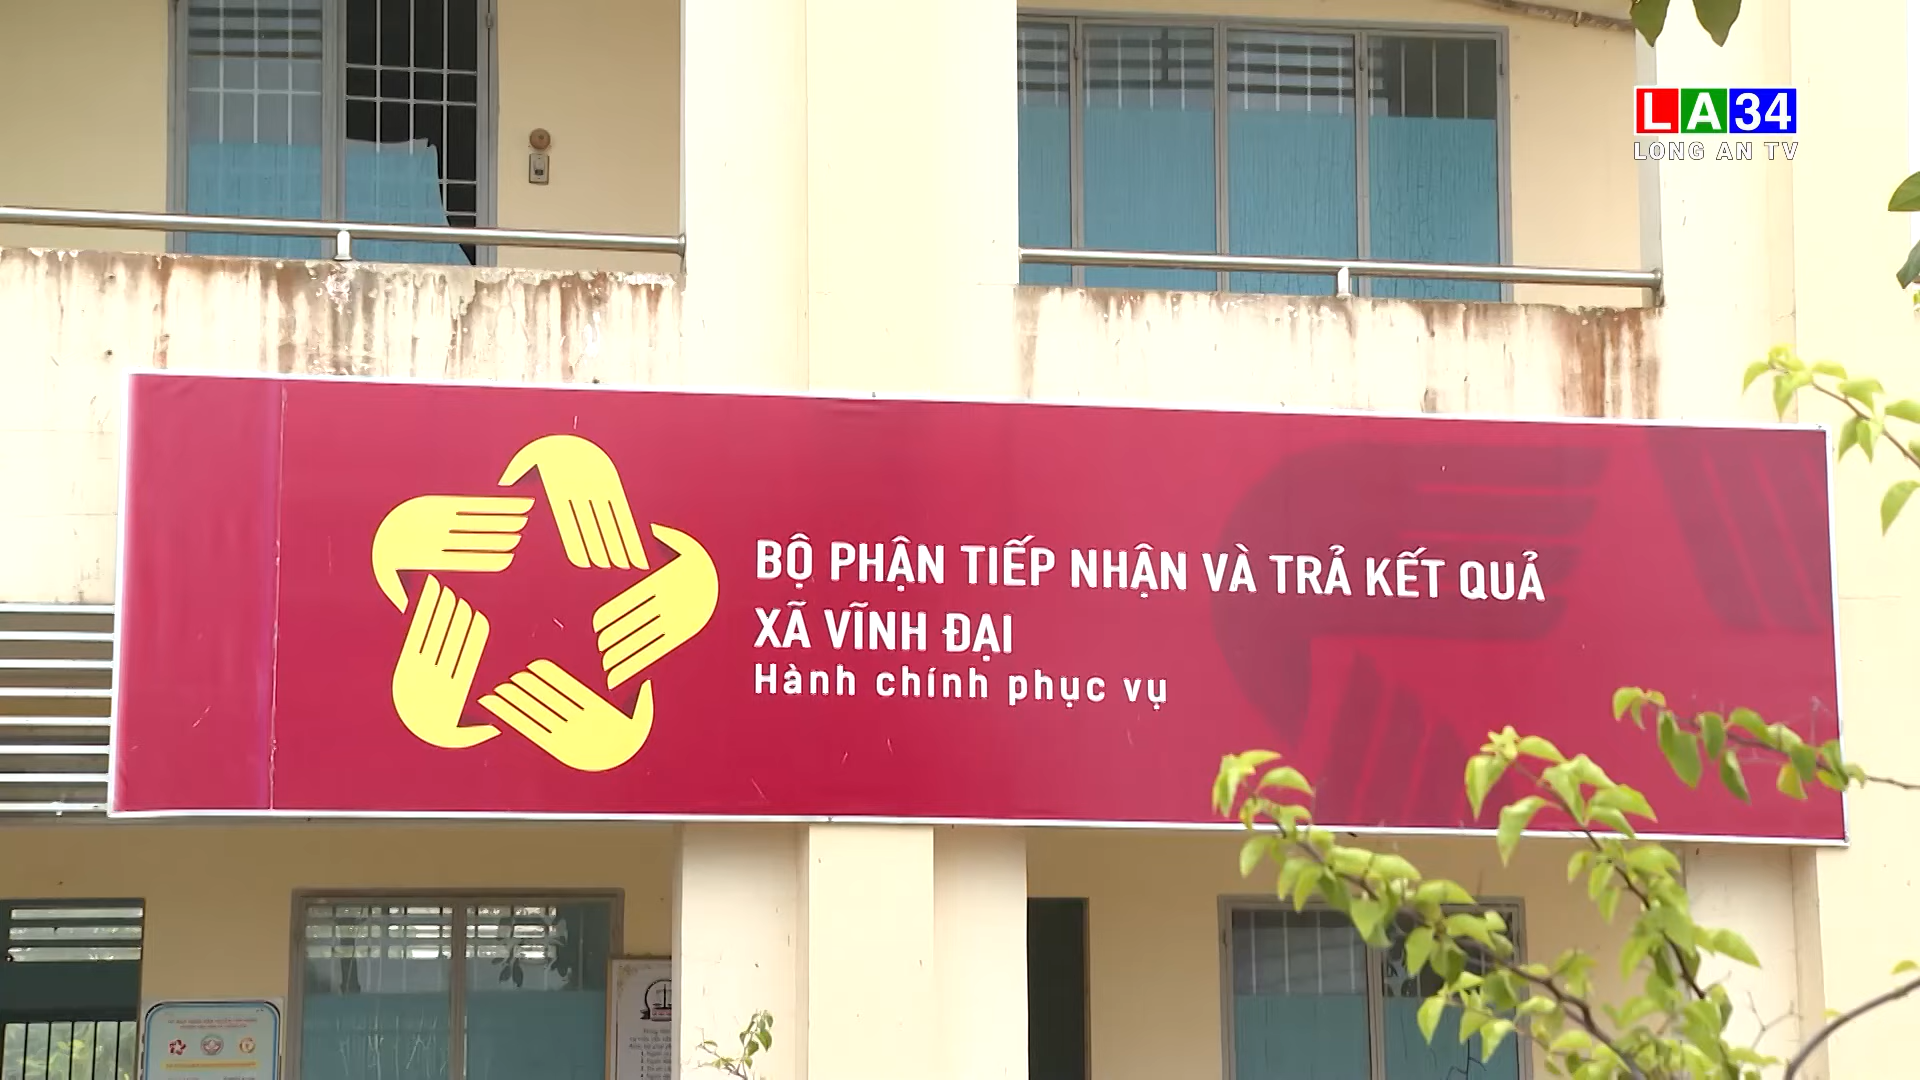 LA34
LONG AN TV
BỘ PHẬN TIẾP NHẬN VÀ TRẢ KẾT QUẢ
XÃ VĨNH ĐẠI
Hành chính phục vụ